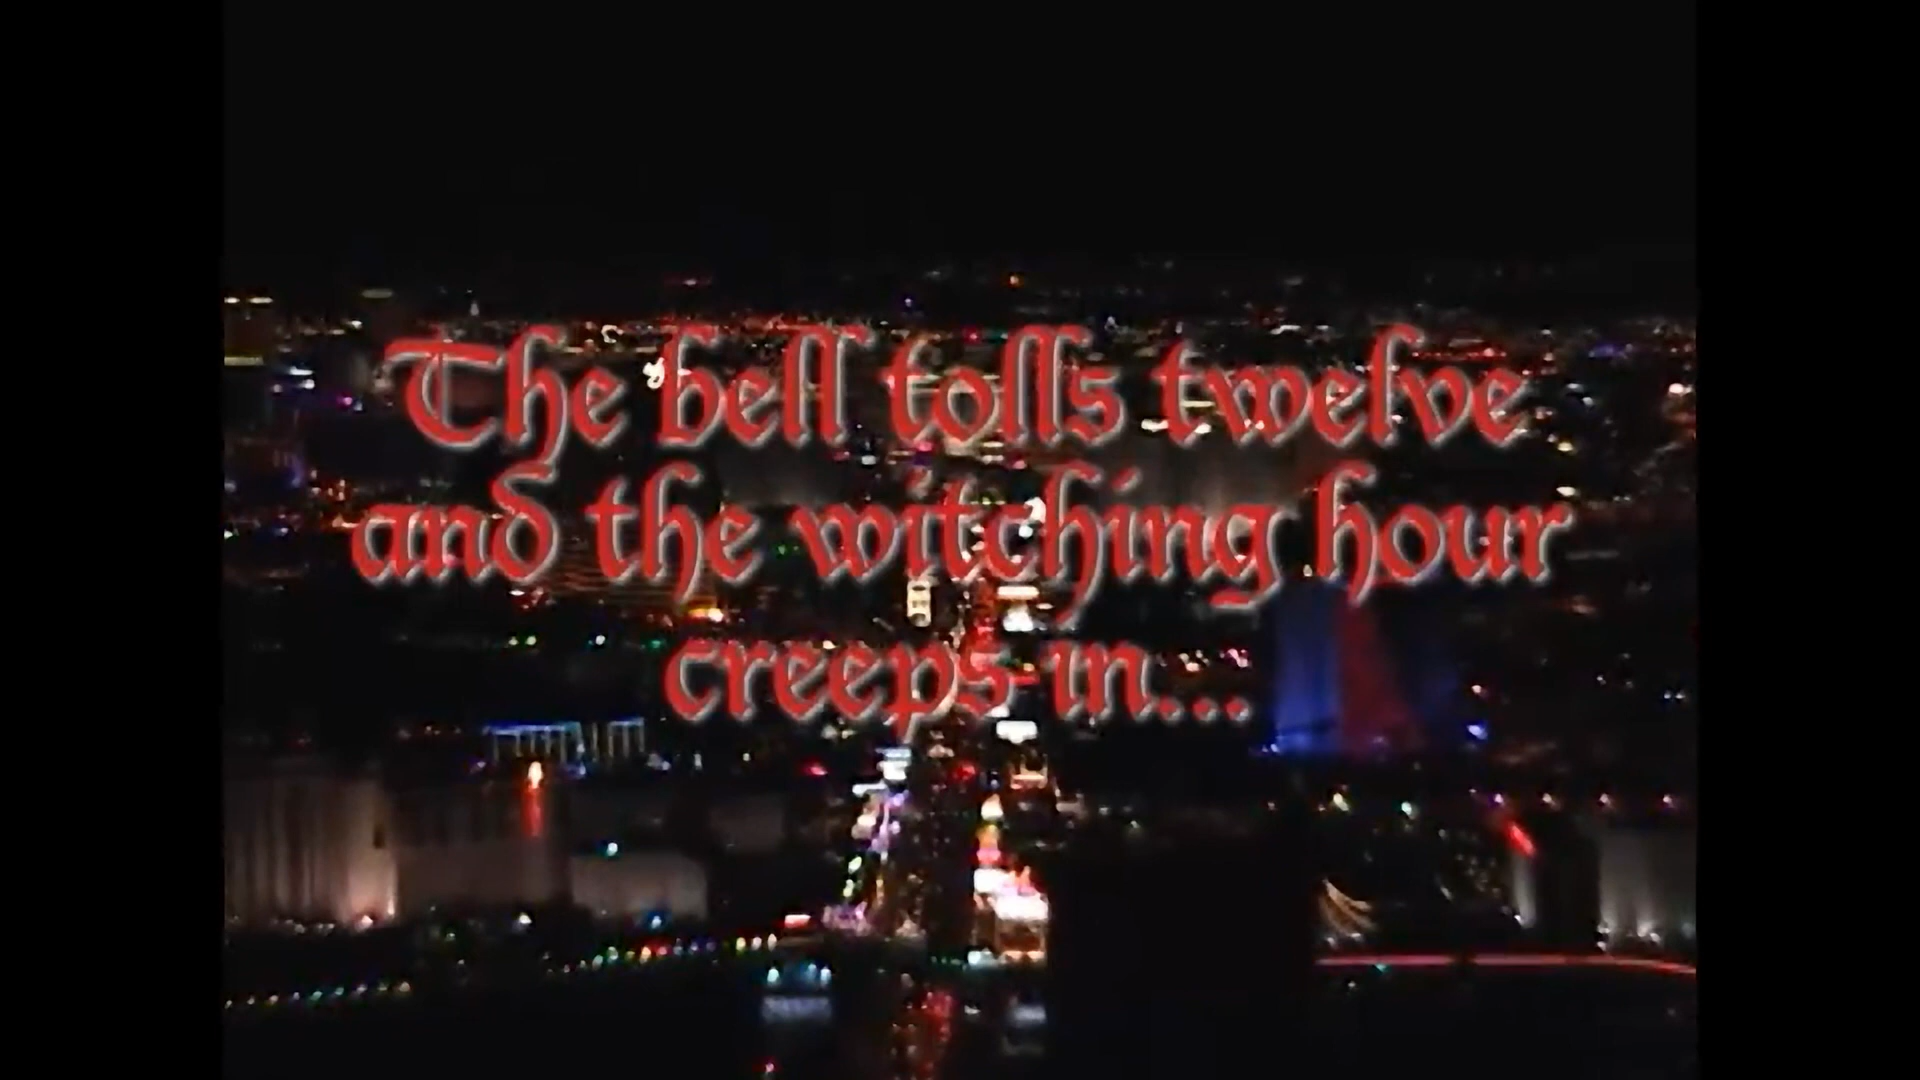 The bell tolls twelve
and the witching hour
creeps in...